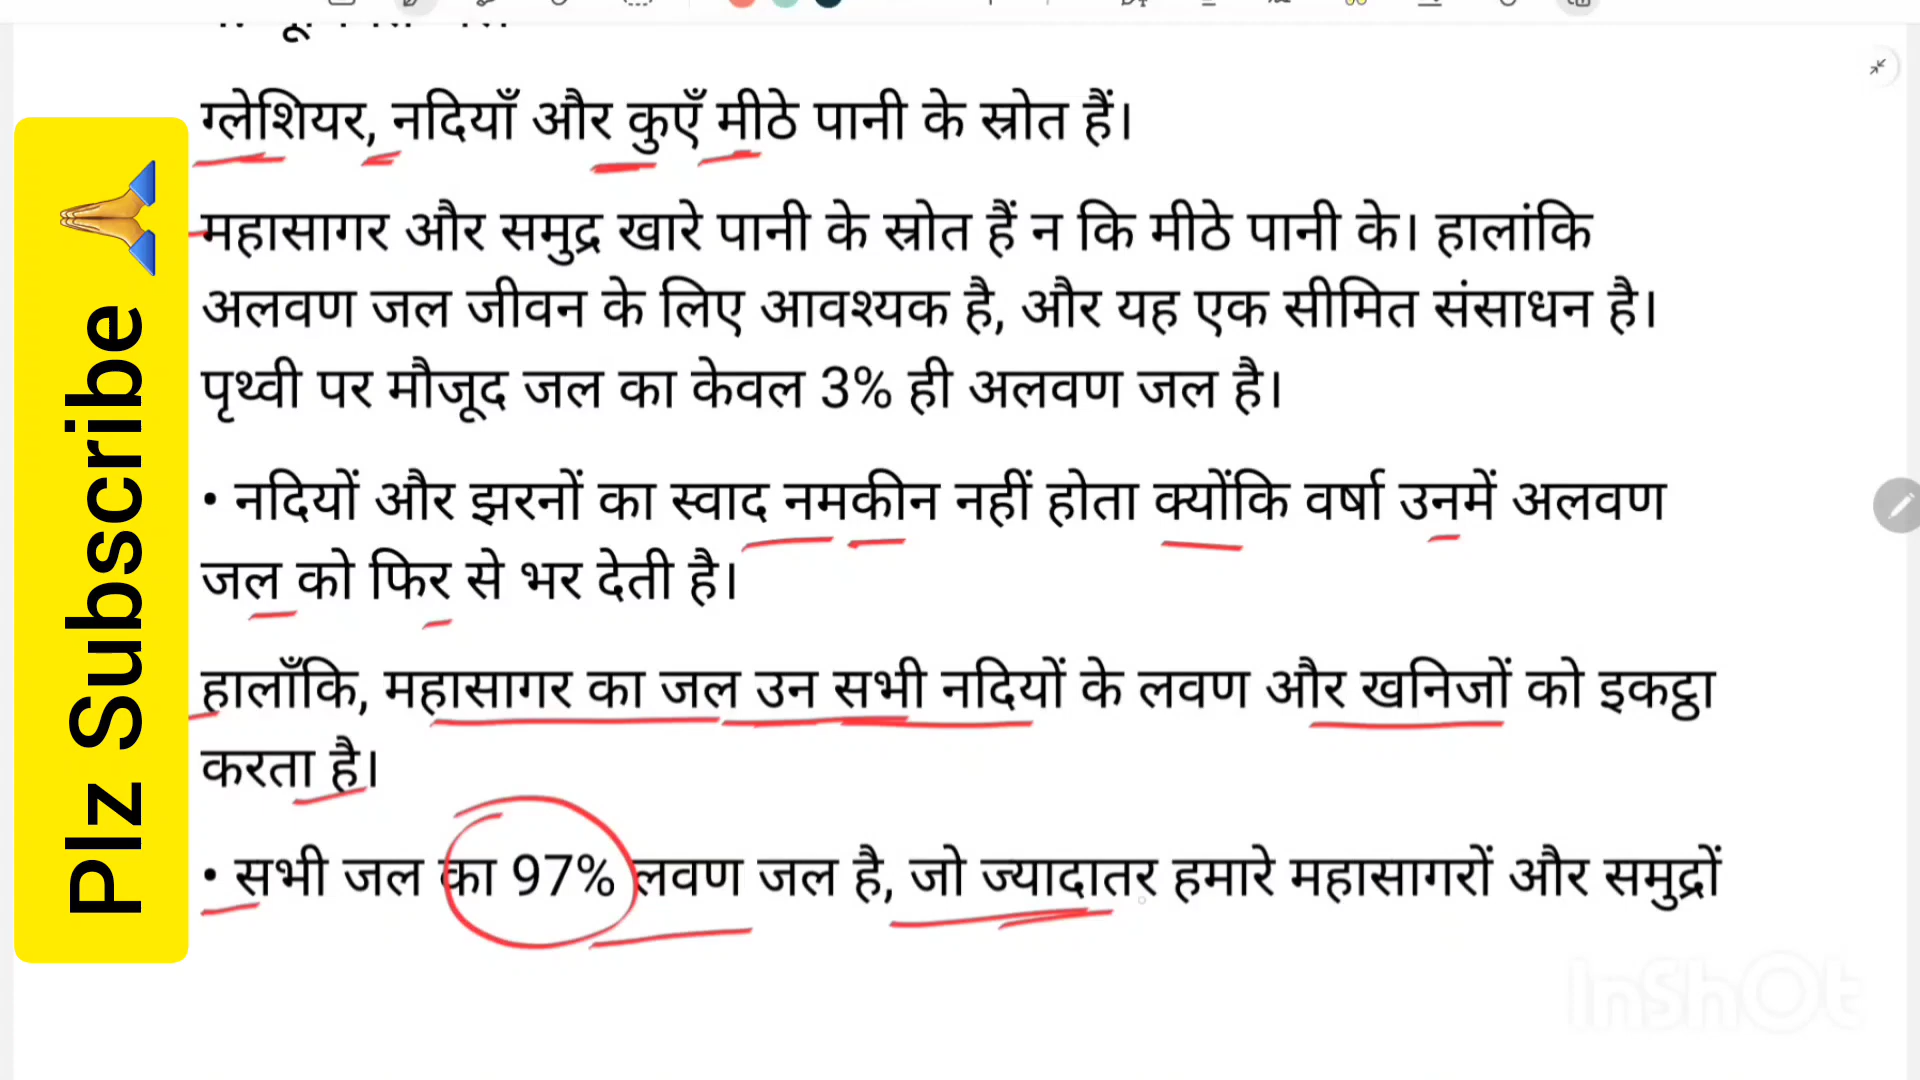 ग्लेशियर, नदियाँ और कुएँ मीठे पानी के स्रोत हैं।
महासागर और समुद्र खारे पानी के स्रोत हैं न कि मीठे पानी के। हालांकि
अलवण जल जीवन के लिए आवश्यक है, और यह एक सीमित संसाधन है।
पृथ्वी पर मौजूद जल का केवल 3% ही अलवण जल है।
• नदियों और झरनों का स्वाद नमकीन नहीं होता क्योंकि वर्षा उनमें अलवण
जल को फिर से भर देती है।
हालाँकि, महासागर का जल उन सभी नदियों के लवण और खनिजों को इकट्ठा
करता है।
• सभी जल का 97% लवण जल है, जो ज्यादातर हमारे महासागरों और समुद्रों
Plz Subscribe 🙏
InShOt